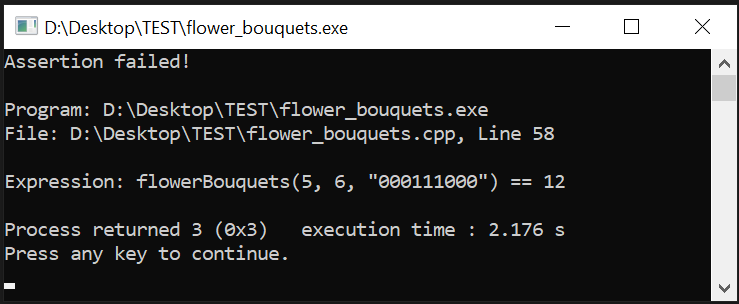 D:\Desktop\TEST\flower_bouquets.exe
Assertion failed!
Program: D:\Desktop\TEST\flower_bouquets.exe
File: D:\Desktop\TEST\flower_bouquets.cpp, Line 58
Expression: flowerBouquets(5, 6, "000111000") == 12
Process returned 3 (0x3)   execution time : 2.176 s
Press any key to continue.